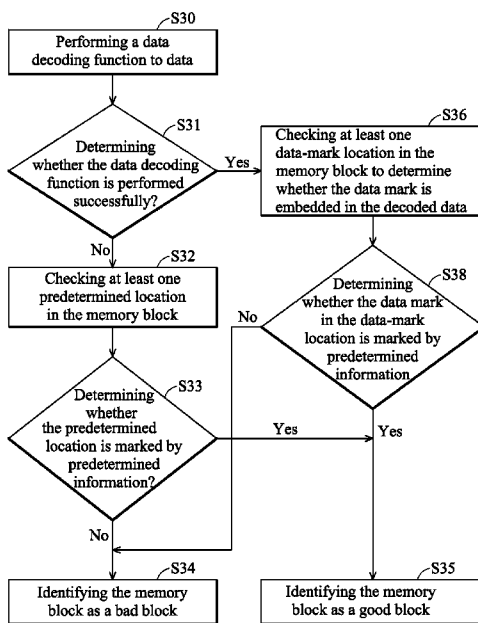 S30
Performing a data
decoding function to data
S31
Determining
whether the data decoding
function is performed
successfully?
Yes
No
S36
Checking at least one
data-mark location in the
memory block to determine
whether the data mark is
embedded in the decoded data
S32
Checking at least one
predetermined location
in the memory block
S38
Determining
whether the data mark
in the data-mark
location is marked by
predetermined
information
No
Yes
S33
Determining
whether
the predetermined
location is marked by
predetermined
information?
Yes
No
S34
Identifying the memory
block as a bad block
S35
Identifying the memory
block as a good block